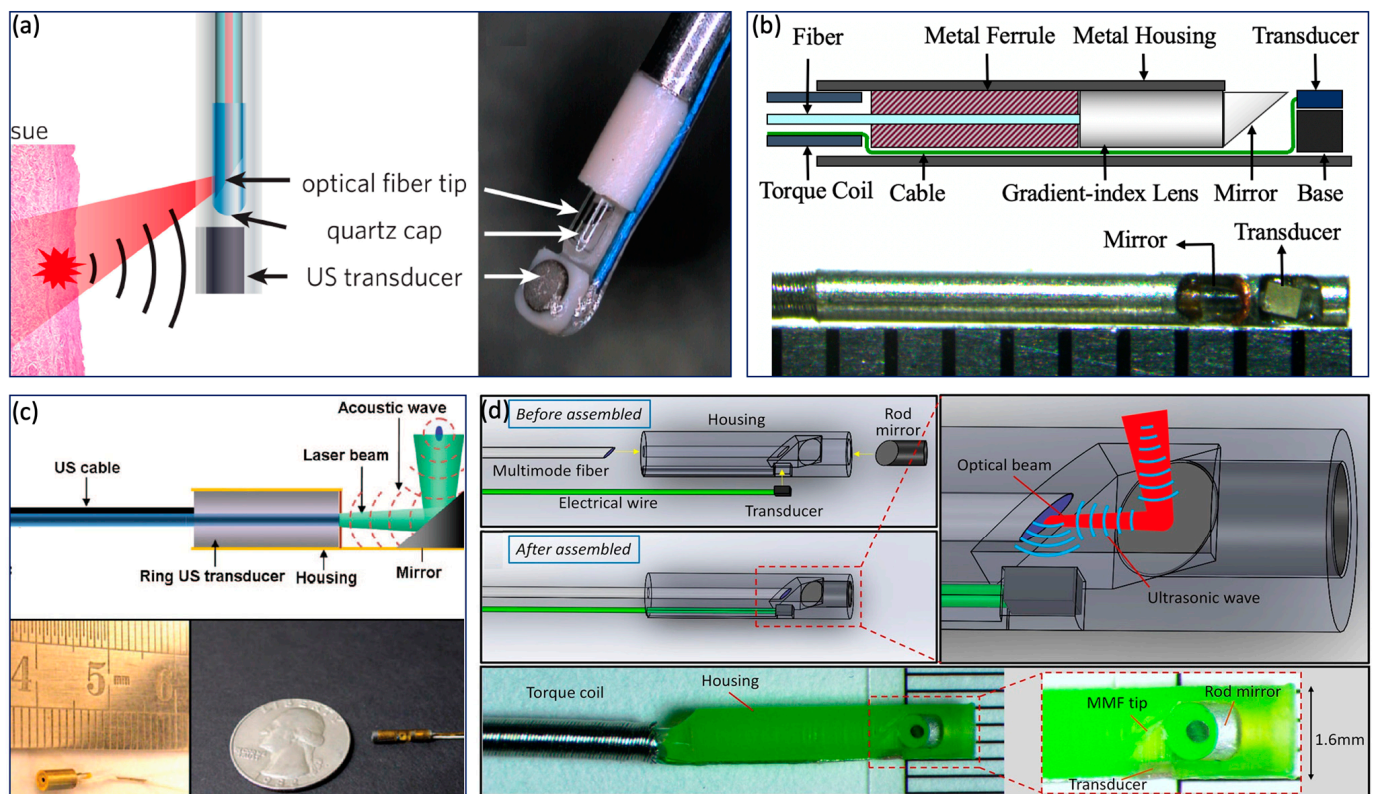 (a)
sue
optical fiber tip
quartz cap
US transducer
(b)
Fiber
Metal Ferrule
Metal Housing
Transducer
Torque Coil
Cable
Gradient-index Lens
Mirror
Base
Mirror
Transducer
(c)
Acoustic wave
US cable
Laser beam
Ring US transducer
Housing
Mirror
4
5
mm
6
(d)
Before assembled
Housing
Rod
mirror
Multimode fiber
Electrical wire
Transducer
After assembled
Optical beam
Ultrasonic wave
Torque coil
Housing
MMF tip
Rod mirror
Transducer
1.6mm